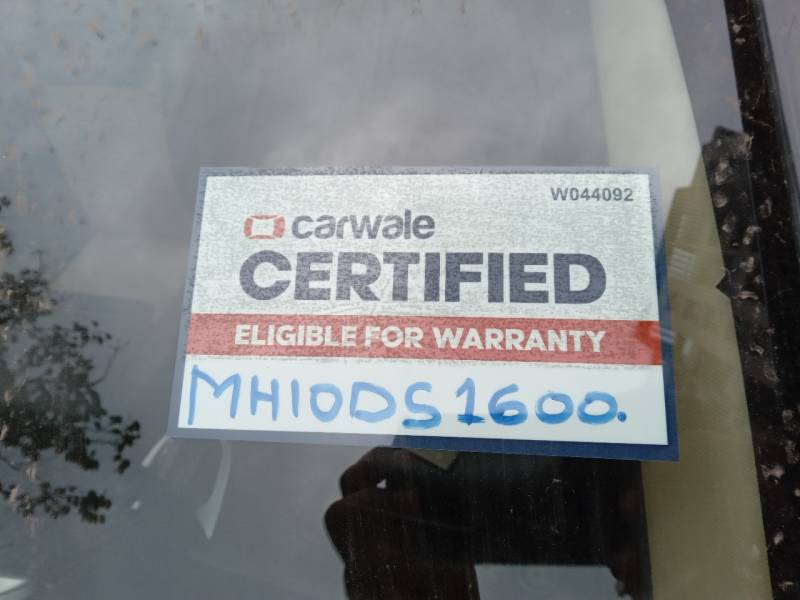 W044092
carwale
CERTIFIED
ELIGIBLE FOR WARRANTY
MH10DS1600.